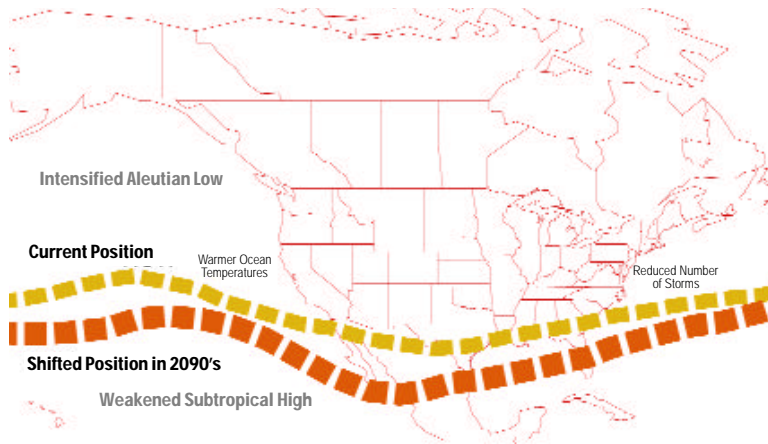 Intensified Aleutian Low
Current Position
Warmer Ocean
Temperatures
Reduced Number
of Storms
Shifted Position in 2090's
Weakened Subtropical High